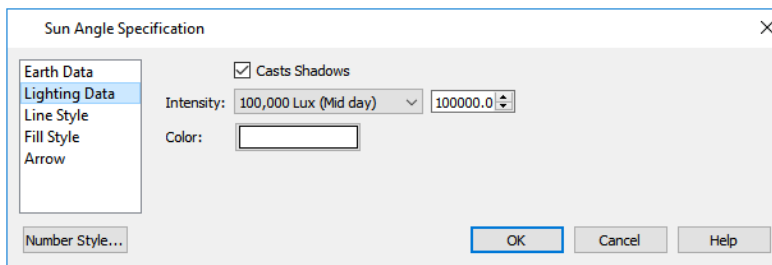 Sun Angle Specification
Earth Data
Lighting Data
Line Style
Fill Style
Arrow
Casts Shadows
Intensity: 100,000 Lux (Mid day) 100000.0
Color:
Number Style... OK Cancel Help